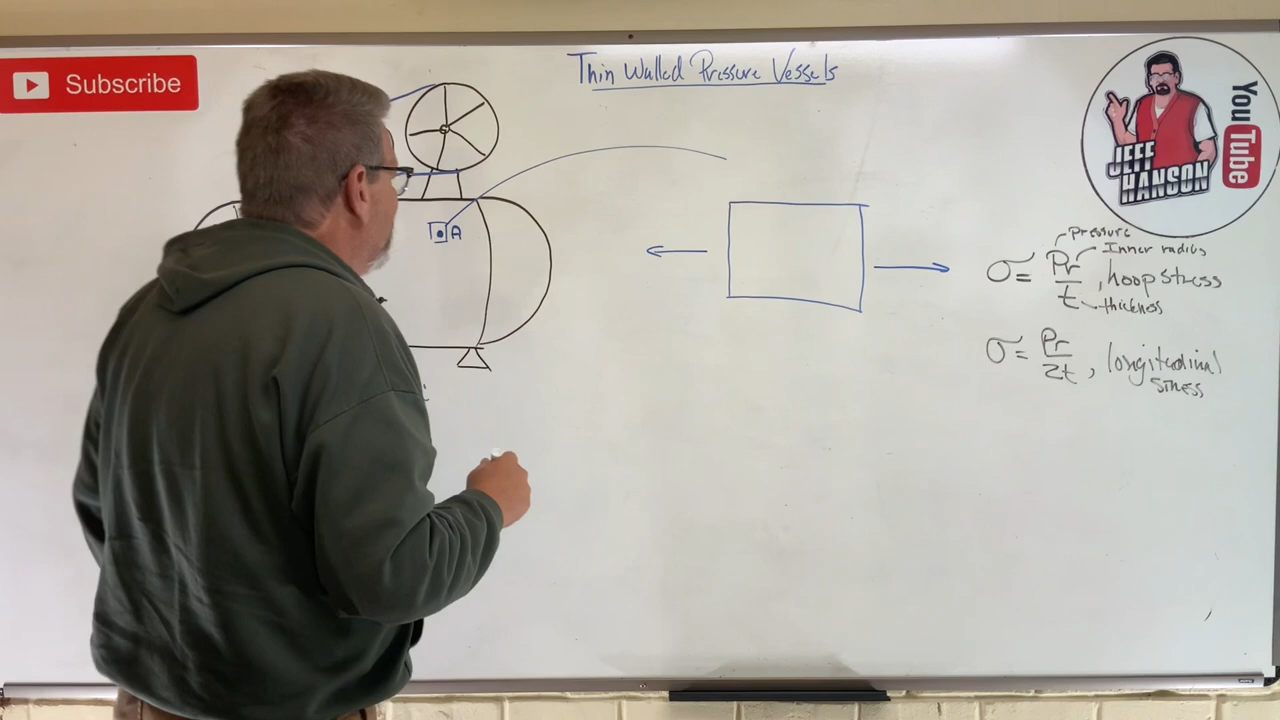 Subscribe
Thin Walled Pressure Vessels
JEFF
HANSON
YouTube
A
pressure
Inner radius
σ = Pr/t, hoop stress
thickness
σ = Pr/2t, longitudinal
stress